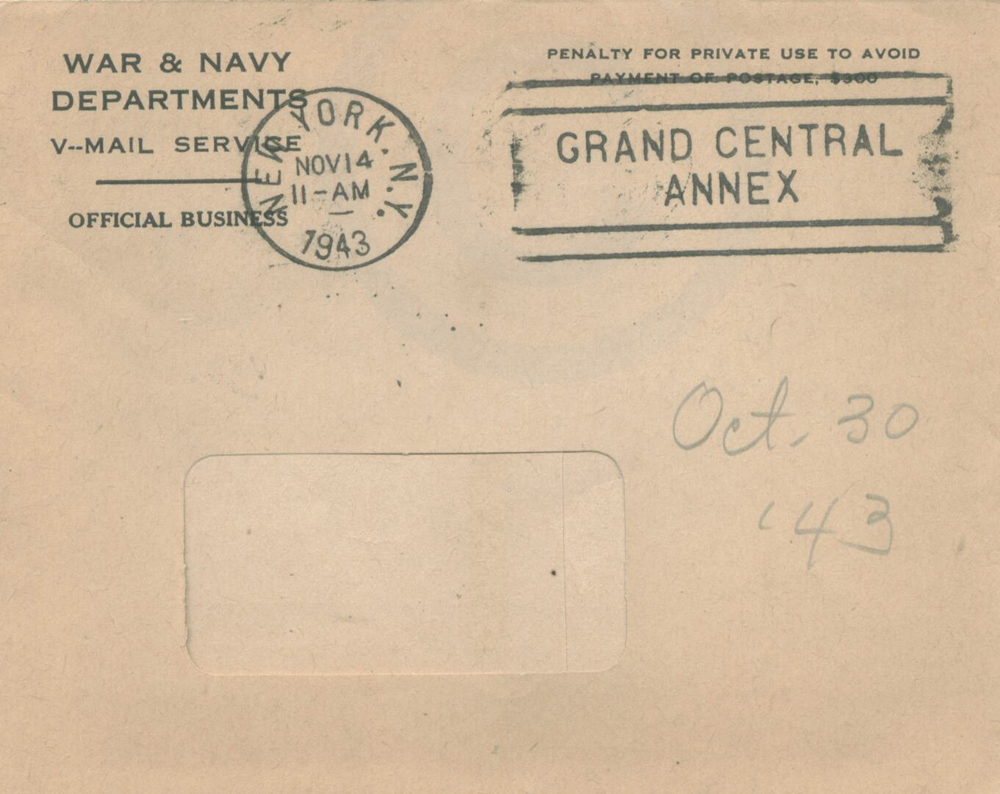 WAR & NAVY
DEPARTMENTS
V--MAIL SERVICE
OFFICIAL BUSINESS
PENALTY FOR PRIVATE USE TO AVOID
PAYMENT OF POSTAGE, $300
NEW YORK, N.Y.
NOV 14
11-AM
1943
GRAND CENTRAL
ANNEX
Oct. 30
'43